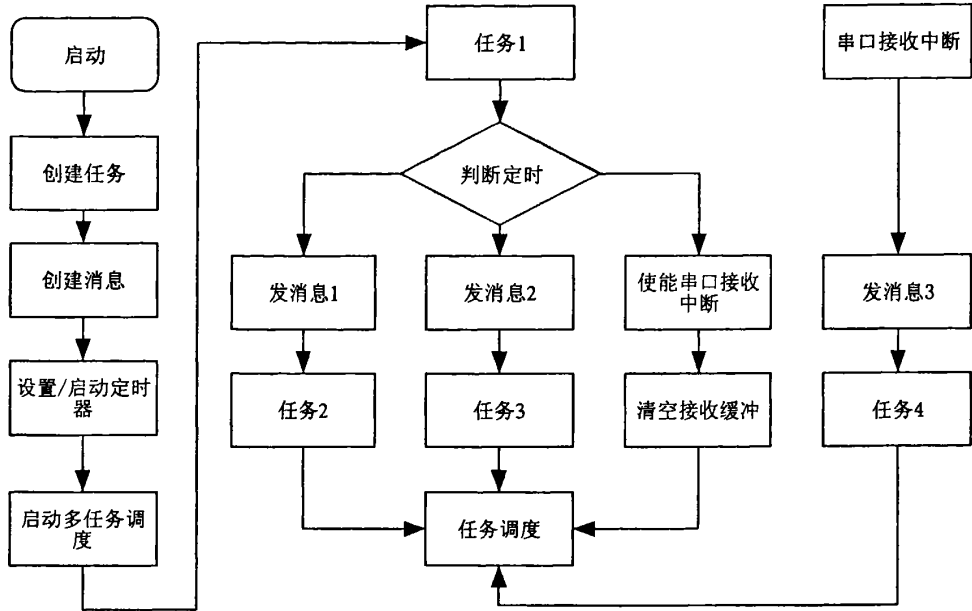 启动
创建任务
创建消息
设置/启动定时
器
启动多任务调
度
任务1
判断定时
发消息1
任务2
发消息2
任务3
使能串口接收
中断
清空接收缓冲
任务调度
串口接收中断
发消息3
任务4